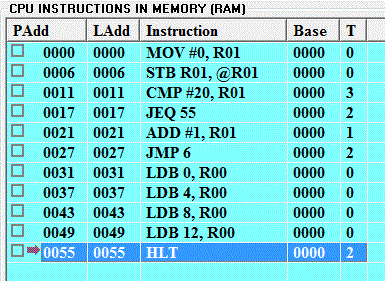 CPU INSTRUCTIONS IN MEMORY (RAM)
PAdd LAdd Instruction Base T
0000 0000 MOV #0, R01 0000 0
0006 0006 STB R01, @R01 0000 0
0011 0011 CMP #20, R01 0000 3
0017 0017 JEQ 55 0000 2
0021 0021 ADD #1, R01 0000 1
0027 0027 JMP 6 0000 2
0031 0031 LDB 0, R00 0000 0
0037 0037 LDB 4, R00 0000 0
0043 0043 LDB 8, R00 0000 0
0049 0049 LDB 12, R00 0000 0
0055 0055 HLT 0000 2